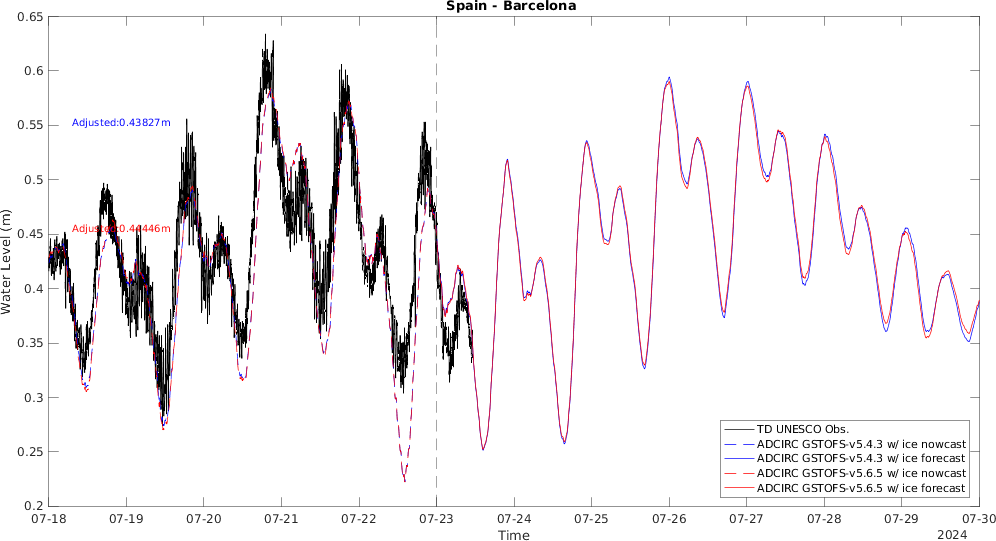 Spain - Barcelona
0.65
0.6
0.55
0.5
0.45
0.4
0.35
0.3
0.25
0.2
Water Level (m)
Adjusted:0.43827m
Adjusted:0.44446m
TD UNESCO Obs.
ADCIRC GSTOFS-v5.4.3 w/ ice nowcast
ADCIRC GSTOFS-v5.4.3 w/ ice forecast
ADCIRC GSTOFS-v5.6.5 w/ ice nowcast
ADCIRC GSTOFS-v5.6.5 w/ ice forecast
07-18 07-19 07-20 07-21 07-22 07-23 07-24 07-25 07-26 07-27 07-28 07-29 07-30
Time
2024